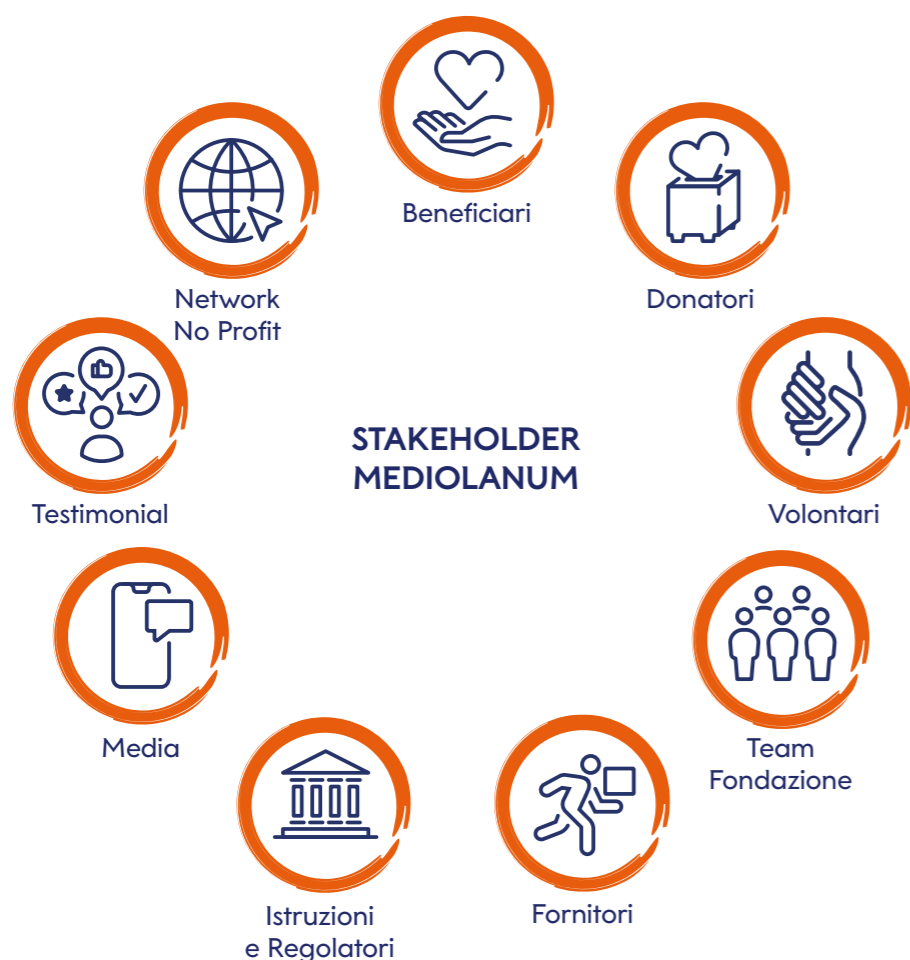 Beneficiari
Network
No Profit
Donatori
STAKEHOLDER
MEDIOLANUM
Testimonial
Volontari
Media
Team
Fondazione
Istruzioni
e Regolatori
Fornitori